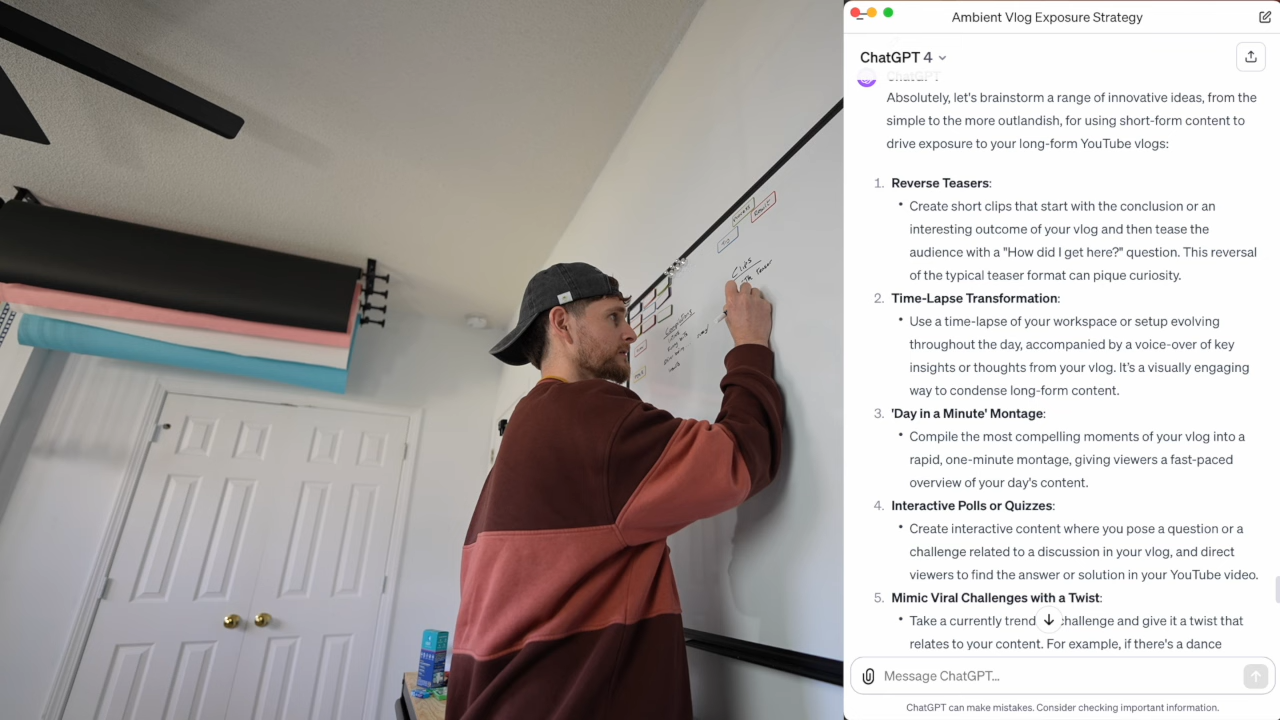 Ambient Vlog Exposure Strategy
ChatGPT 4
ChatGPT
Absolutely, let's brainstorm a range of innovative ideas, from the
simple to the more outlandish, for using short-form content to
drive exposure to your long-form YouTube vlogs:
1. Reverse Teasers:
• Create short clips that start with the conclusion or an
interesting outcome of your vlog and then tease the
audience with a "How did I get here?" question. This reversal
of the typical teaser format can pique curiosity.
2. Time-Lapse Transformation:
• Use a time-lapse of your workspace or setup evolving
throughout the day, accompanied by a voice-over of key
insights or thoughts from your vlog. It's a visually engaging
way to condense long-form content.
3. 'Day in a Minute' Montage:
• Compile the most compelling moments of your vlog into a
rapid, one-minute montage, giving viewers a fast-paced
overview of your day's content.
4. Interactive Polls or Quizzes:
• Create interactive content where you pose a question or a
challenge related to a discussion in your vlog, and direct
viewers to find the answer or solution in your YouTube video.
5. Mimic Viral Challenges with a Twist:
• Take a currently trend challenge and give it a twist that
relates to your content. For example, if there's a dance
Message ChatGPT...
ChatGPT can make mistakes. Consider checking important information.
Clips